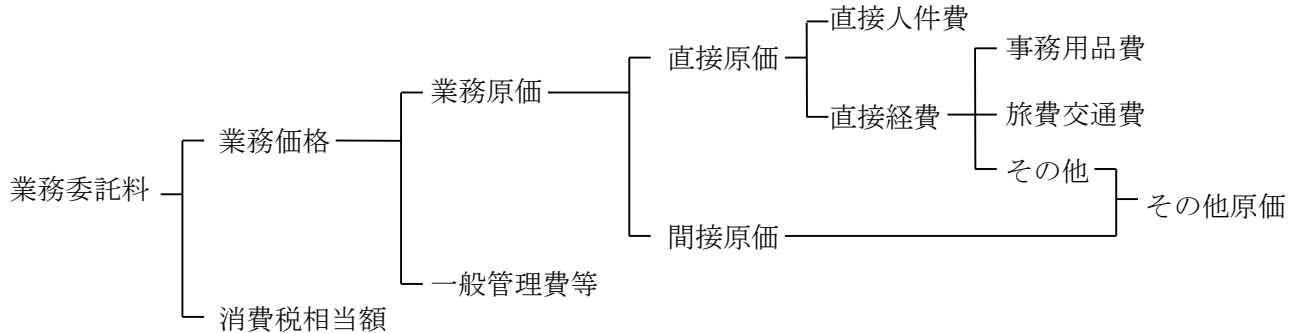 直接人件費
事務用品費
直接原価
業務原価
直接経費
旅費交通費
業務価格
その他
業務委託料
その他原価
間接原価
一般管理費等
消費税相当額